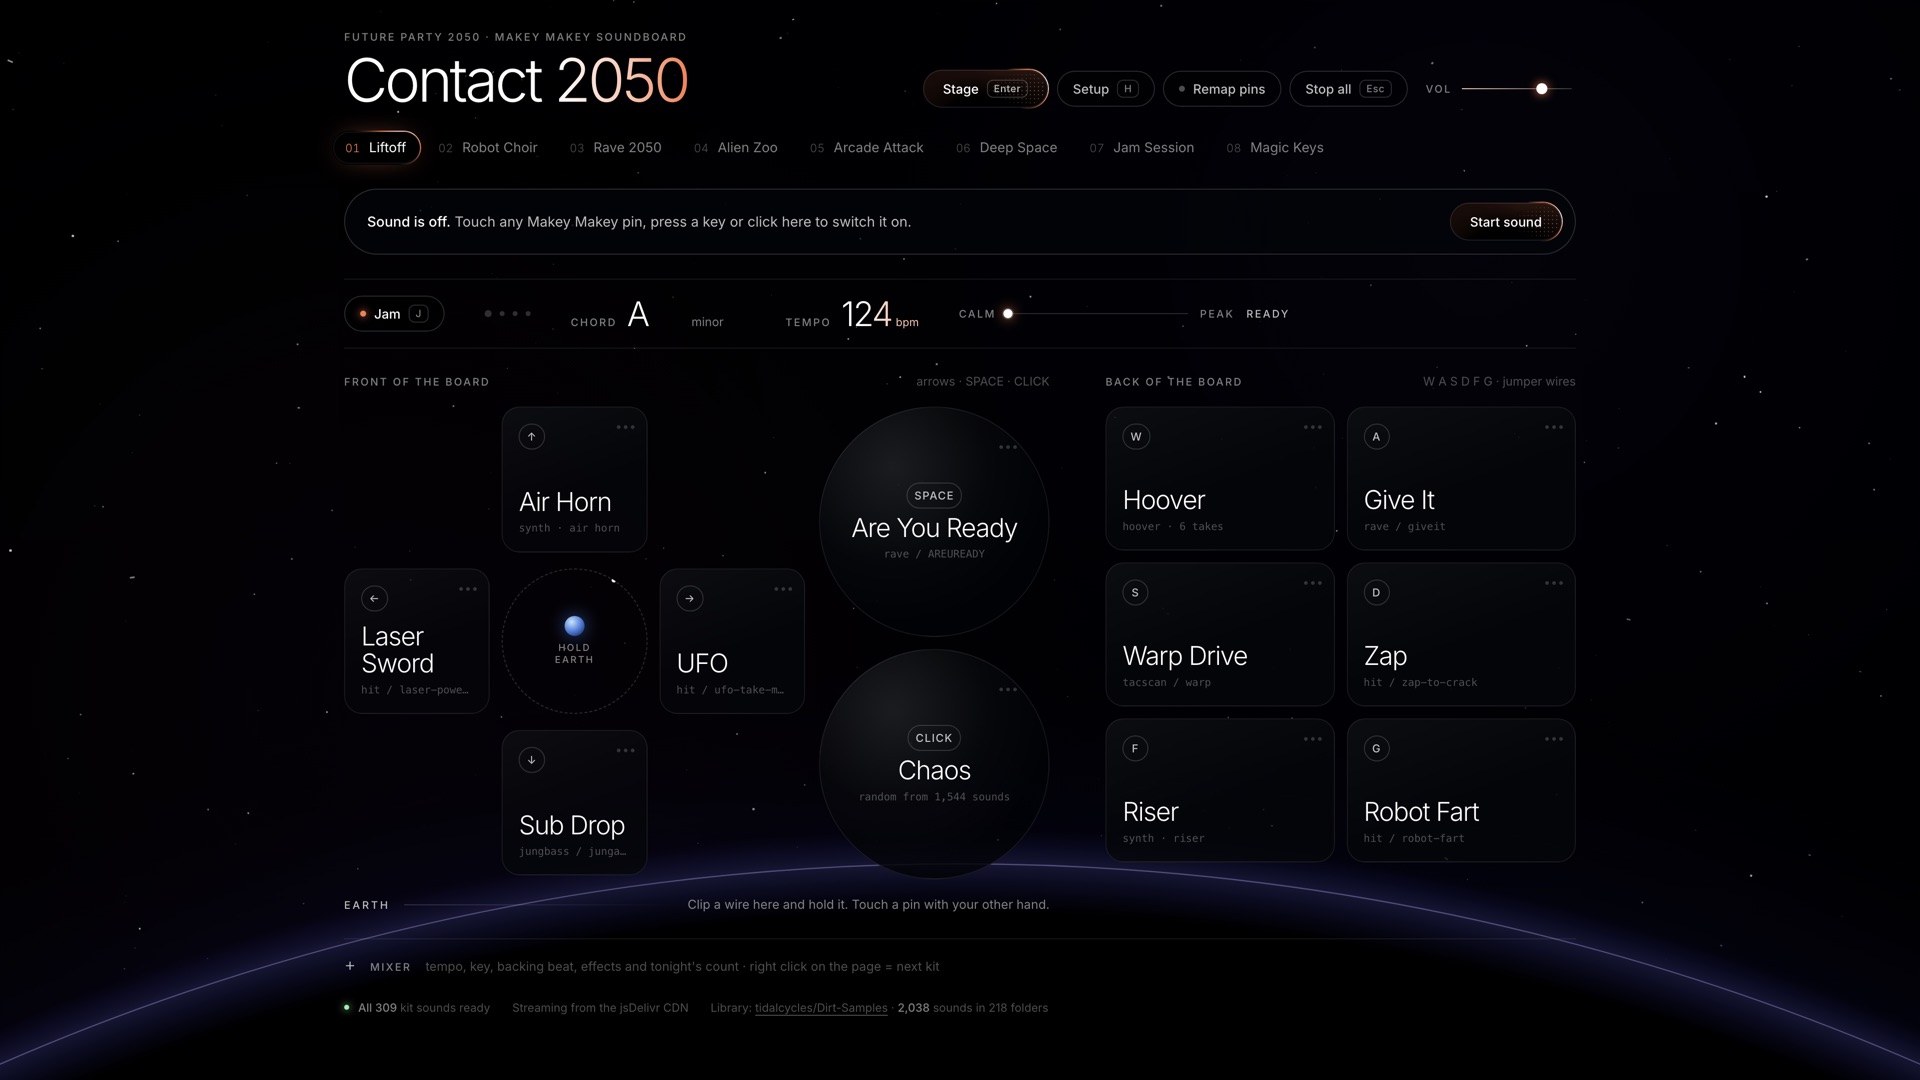 FUTURE PARTY 2050 · MAKEY MAKEY SOUNDBOARD
Contact 2050
Stage Enter
Setup H
Remap pins
Stop all Esc
VOL
01 Liftoff
02 Robot Choir
03 Rave 2050
04 Alien Zoo
05 Arcade Attack
06 Deep Space
07 Jam Session
08 Magic Keys
Sound is off. Touch any Makey Makey pin, press a key or click here to switch it on.
Start sound
Jam J
CHORD A minor
TEMPO 124 bpm
CALM
PEAK READY
FRONT OF THE BOARD
arrows · SPACE · CLICK
↑
Air Horn
synth · air horn
←
Laser
Sword
hit / laser-powe…
HOLD
EARTH
→
UFO
hit / ufo-take-m…
↓
Sub Drop
jungbass / junga…
SPACE
Are You Ready
rave / AREUREADY
CLICK
Chaos
random from 1,544 sounds
BACK OF THE BOARD
W A S D F G · jumper wires
W
Hoover
hoover · 6 takes
A
Give It
rave / giveit
S
Warp Drive
tacscan / warp
D
Zap
hit / zap-to-crack
F
Riser
synth · riser
G
Robot Fart
hit / robot-fart
EARTH
Clip a wire here and hold it. Touch a pin with your other hand.
+ MIXER tempo, key, backing beat, effects and tonight's count · right click on the page = next kit
All 309 kit sounds ready
Streaming from the jsDelivr CDN
Library: tidalcycles/Dirt-Samples · 2,038 sounds in 218 folders